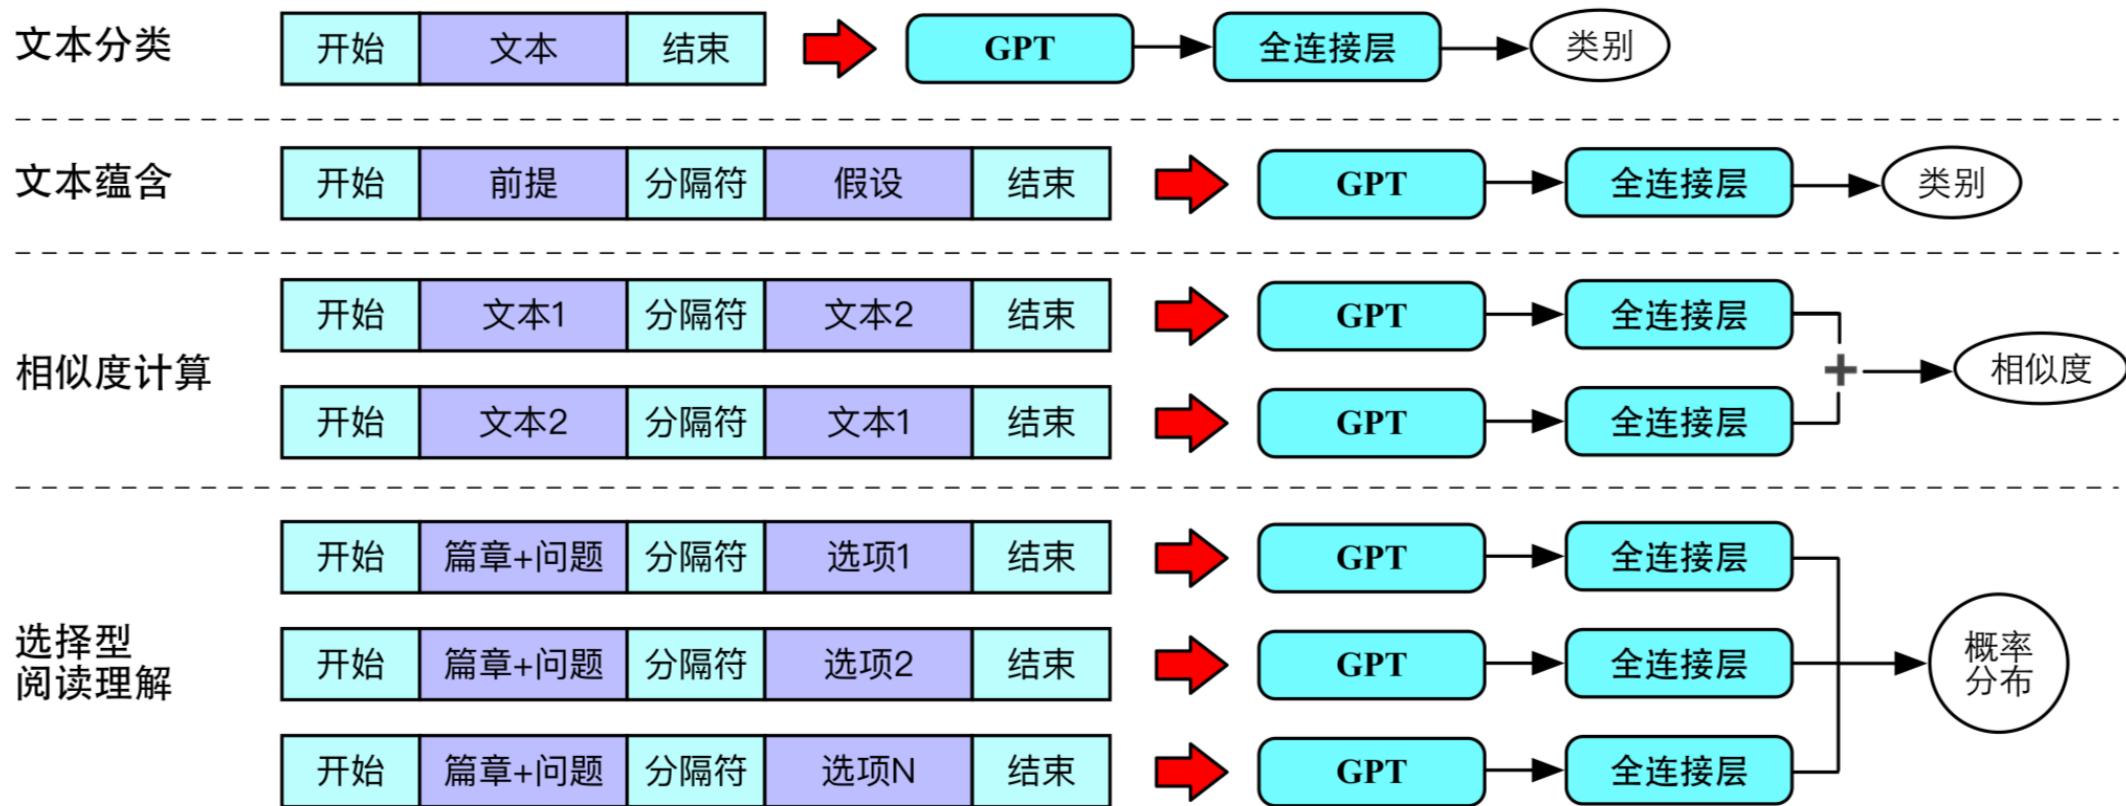 文本分类 开始 文本 结束 GPT 全连接层 类别
文本蕴含 开始 前提 分隔符 假设 结束 GPT 全连接层 类别
相似度计算
开始 文本1 分隔符 文本2 结束 GPT 全连接层
开始 文本2 分隔符 文本1 结束 GPT 全连接层
+ 相似度
选择型
阅读理解
开始 篇章+问题 分隔符 选项1 结束 GPT 全连接层
开始 篇章+问题 分隔符 选项2 结束 GPT 全连接层
开始 篇章+问题 分隔符 选项N 结束 GPT 全连接层
概率
分布